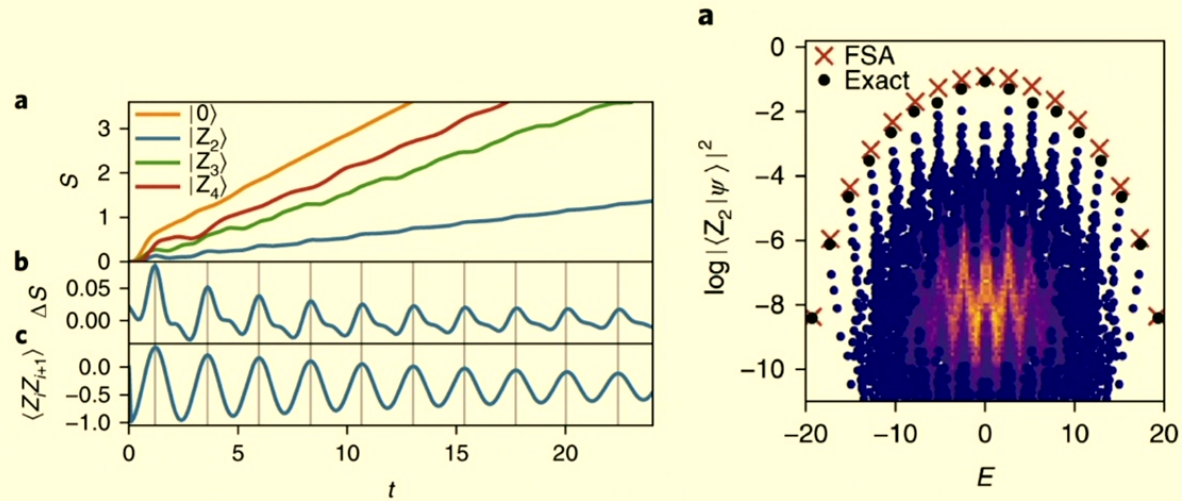 a
|0⟩
|Z₂⟩
|Z₃⟩
|Z₄⟩
S
3
2
1
0
b
ΔS
0.05
0.00
c
⟨ZᵢZᵢ₊₁⟩
0.0
−0.5
−1.0
0 5 10 15 20
t
a
FSA
Exact
log |⟨Z₂|ψ⟩|²
0
−2
−4
−6
−8
−10
−20 −10 0 10 20
E